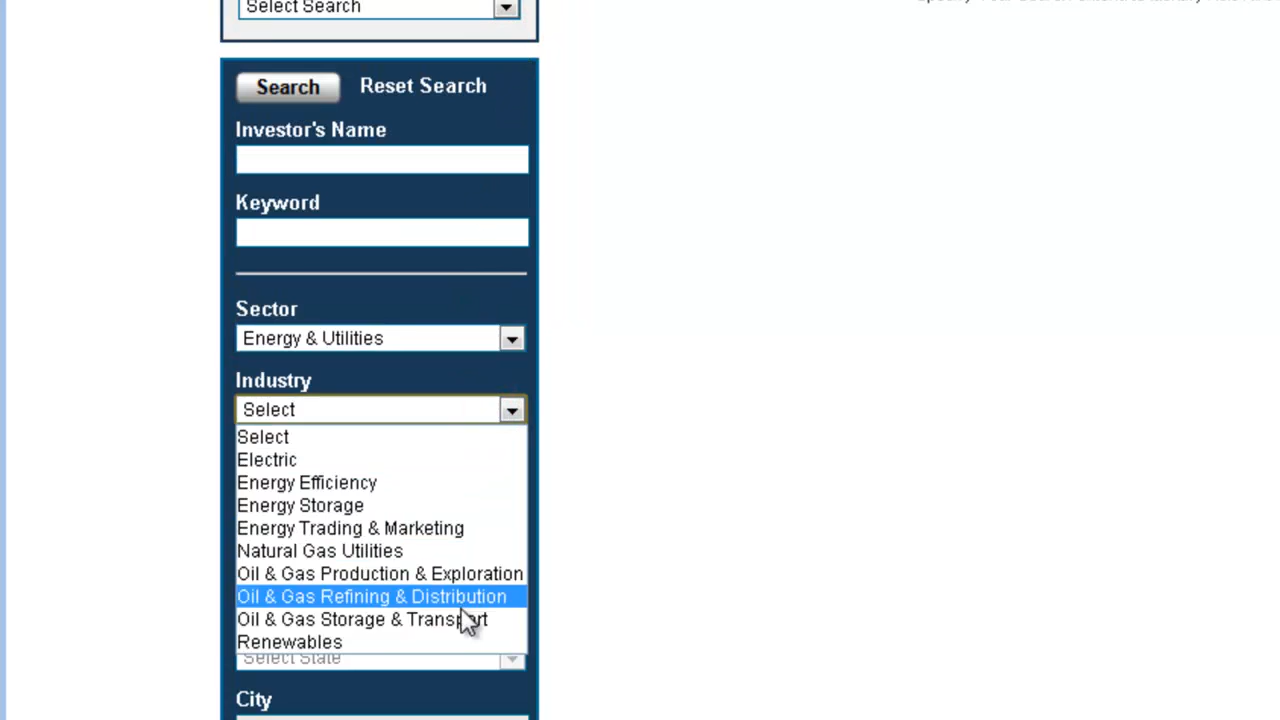 Select Search
Search
Reset Search
Investor's Name
Keyword
Sector
Energy & Utilities
Industry
Select
Select
Electric
Energy Efficiency
Energy Storage
Energy Trading & Marketing
Natural Gas Utilities
Oil & Gas Production & Exploration
Oil & Gas Refining & Distribution
Oil & Gas Storage & Transport
Renewables
Select State
City